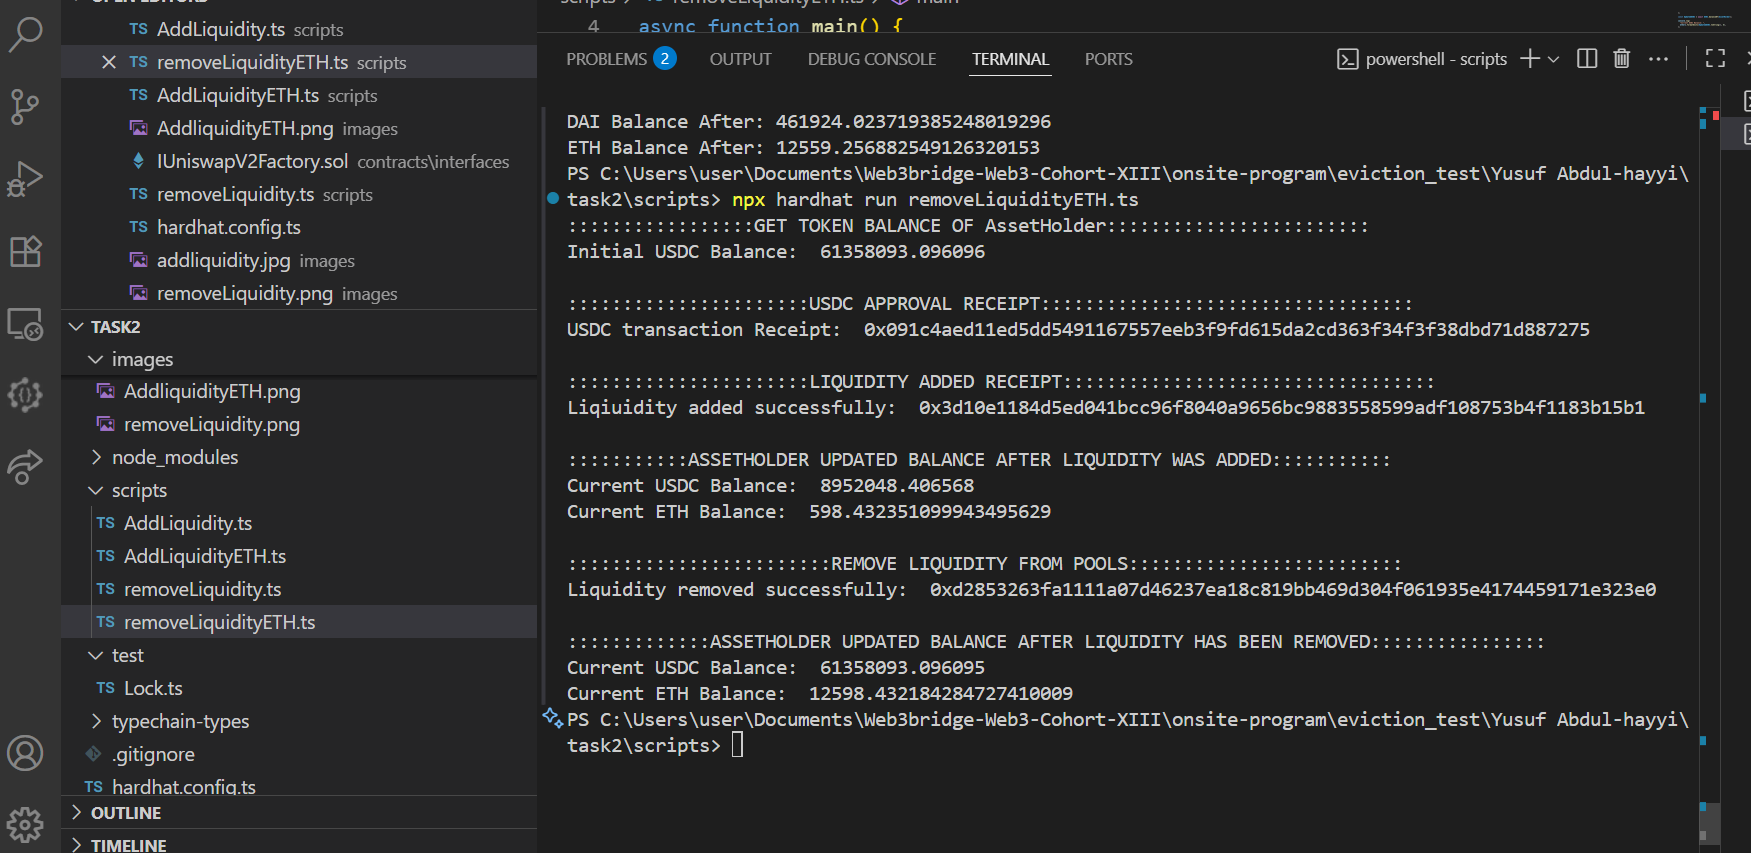 OPEN EDITORS
TS AddLiquidity.ts scripts
TS removeLiquidityETH.ts scripts
TS AddLiquidityETH.ts scripts
AddliquidityETH.png images
IUniswapV2Factory.sol contracts\interfaces
TS removeLiquidity.ts scripts
TS hardhat.config.ts
addliquidity.jpg images
removeLiquidity.png images
TASK2
images
AddliquidityETH.png
removeLiquidity.png
node_modules
scripts
TS AddLiquidity.ts
TS AddLiquidityETH.ts
TS removeLiquidity.ts
TS removeLiquidityETH.ts
test
TS Lock.ts
typechain-types
.gitignore
TS hardhat.config.ts
OUTLINE
TIMELINE
scripts > TS removeLiquidityETH.ts > main
4 async function main() {
PROBLEMS 2 OUTPUT DEBUG CONSOLE TERMINAL PORTS powershell - scripts
DAI Balance After: 461924.023719385248019296
ETH Balance After: 12559.256882549126320153
PS C:\Users\user\Documents\Web3bridge-Web3-Cohort-XIII\onsite-program\eviction_test\Yusuf Abdul-hayyi\
task2\scripts> npx hardhat run removeLiquidityETH.ts
:::::::::::::::::GET TOKEN BALANCE OF AssetHolder::::::::::::::::::::::::
Initial USDC Balance:  61358093.096096
::::::::::::::::::::::USDC APPROVAL RECEIPT::::::::::::::::::::::::::::::::::
USDC transaction Receipt:  0x091c4aed11ed5dd5491167557eeb3f9fd615da2cd363f34f3f38dbd71d887275
::::::::::::::::::::::LIQUIDITY ADDED RECEIPT::::::::::::::::::::::::::::::::::
Liqiuidity added successfully:  0x3d10e1184d5ed041bcc96f8040a9656bc9883558599adf108753b4f1183b15b1
:::::::::::ASSETHOLDER UPDATED BALANCE AFTER LIQUIDITY WAS ADDED:::::::::::
Current USDC Balance:  8952048.406568
Current ETH Balance:  598.432351099943495629
::::::::::::::::::::::::REMOVE LIQUIDITY FROM POOLS:::::::::::::::::::::::::
Liquidity removed successfully:  0xd2853263fa1111a07d46237ea18c819bb469d304f061935e4174459171e323e0
:::::::::::::ASSETHOLDER UPDATED BALANCE AFTER LIQUIDITY HAS BEEN REMOVED::::::::::::::::
Current USDC Balance:  61358093.096095
Current ETH Balance:  12598.432184284727410009
PS C:\Users\user\Documents\Web3bridge-Web3-Cohort-XIII\onsite-program\eviction_test\Yusuf Abdul-hayyi\
task2\scripts>